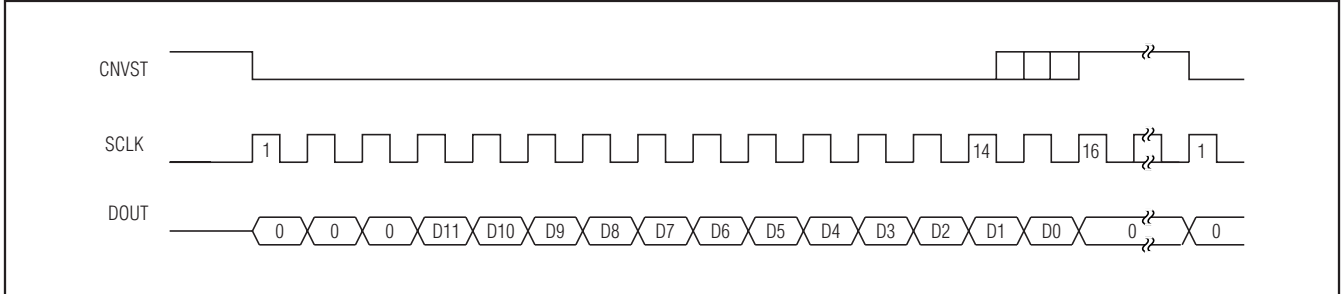 CNVST
SCLK 1 14 16 1
DOUT 0 0 0 D11 D10 D9 D8 D7 D6 D5 D4 D3 D2 D1 D0 0 0